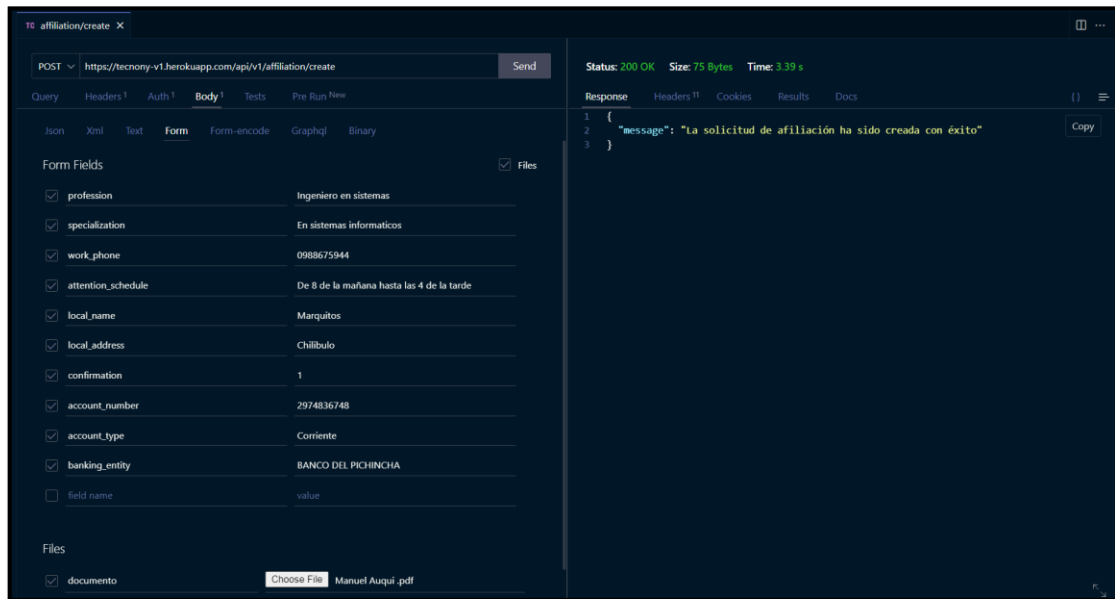 TC affiliation/create ×
POST https://tecnony-v1.herokuapp.com/api/v1/affiliation/create Send
Query Headers 1 Auth 1 Body 1 Tests Pre Run New
Json Xml Text Form Form-encode Graphql Binary
Form Fields Files
profession Ingeniero en sistemas
specialization En sistemas informaticos
work_phone 0988675944
attention_schedule De 8 de la mañana hasta las 4 de la tarde
local_name Marquitos
local_address Chilibulo
confirmation 1
account_number 2974836748
account_type Corriente
banking_entity BANCO DEL PICHINCHA
field name value
Files
documento Choose File Manuel Auqui .pdf
Status: 200 OK Size: 75 Bytes Time: 3.39 s
Response Headers 11 Cookies Results Docs { }
1 {
2 "message": "La solicitud de afiliación ha sido creada con éxito"
3 }
Copy